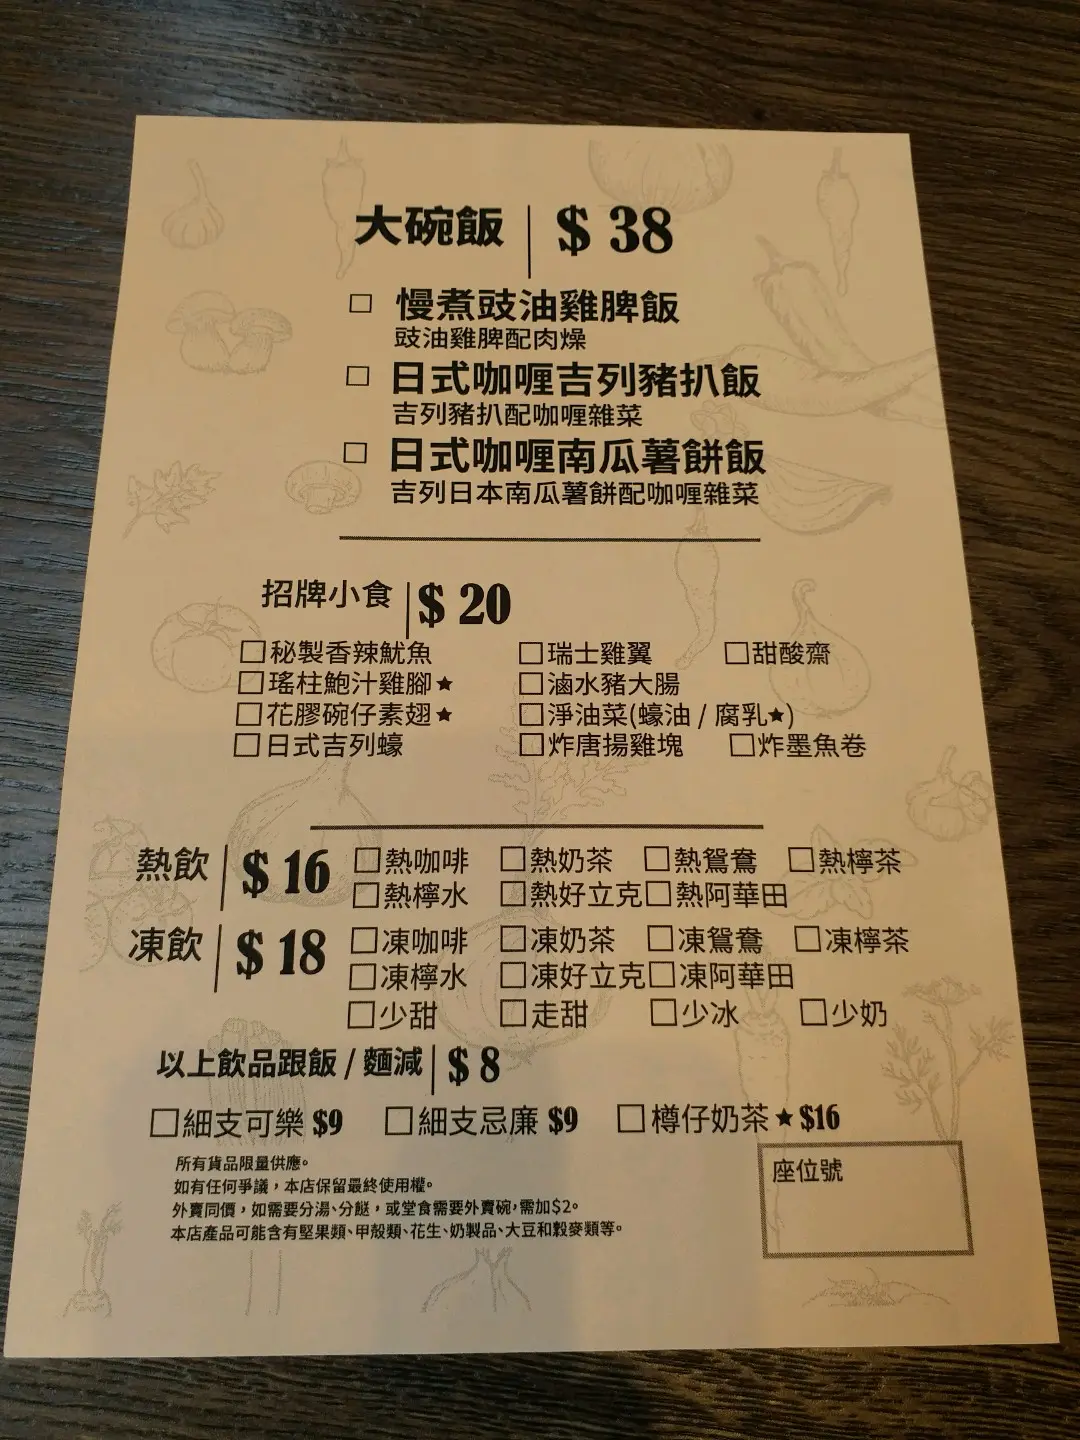 大碗飯 | $ 38
□ 慢煮豉油雞脾飯
豉油雞脾配肉燥
□ 日式咖喱吉列豬扒飯
吉列豬扒配咖喱雜菜
□ 日式咖喱南瓜薯餅飯
吉列日本南瓜薯餅配咖喱雜菜
招牌小食 | $ 20
□秘製香辣魷魚 □瑞士雞翼 □甜酸齋
□瑤柱鮑汁雞腳★ □滷水豬大腸
□花膠碗仔素翅★ □淨油菜(蠔油 / 腐乳★)
□日式吉列蠔 □炸唐揚雞塊 □炸墨魚卷
熱飲 | $ 16 □熱咖啡 □熱奶茶 □熱鴛鴦 □熱檸茶
□熱檸水 □熱好立克 □熱阿華田
凍飲 | $ 18 □凍咖啡 □凍奶茶 □凍鴛鴦 □凍檸茶
□凍檸水 □凍好立克 □凍阿華田
□少甜 □走甜 □少冰 □少奶
以上飲品跟飯 / 麵減 | $ 8
□細支可樂 $9 □細支忌廉 $9 □樽仔奶茶★$16
所有貨品限量供應。
如有任何爭議，本店保留最終使用權。
外賣同價，如需要分湯、分餸，或堂食需要外賣碗，需加$2。
本店產品可能含有堅果類、甲殼類、花生、奶製品、大豆和穀麥類等。
座位號